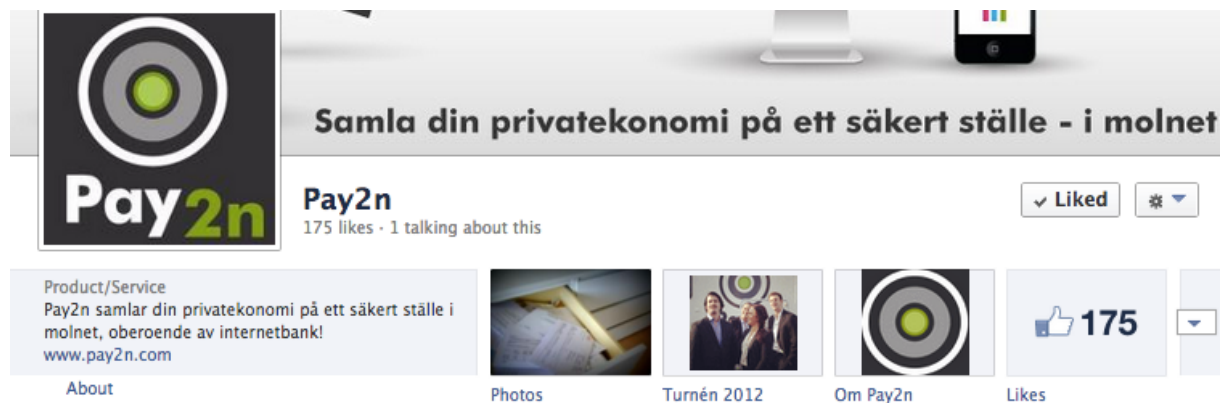 Samla din privatekonomi på ett säkert ställe - i molnet
Pay2n
Pay2n
175 likes · 1 talking about this
Liked
Product/Service
Pay2n samlar din privatekonomi på ett säkert ställe i
molnet, oberoende av internetbank!
www.pay2n.com
About
175
Photos
Turnén 2012
Om Pay2n
Likes